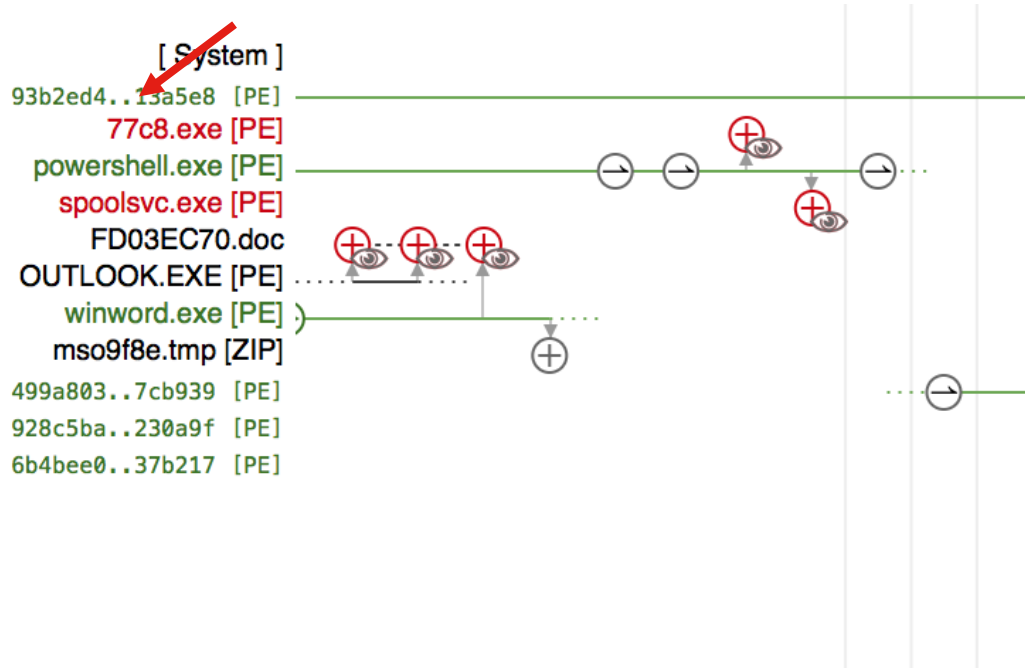 [ System ]
93b2ed4..13a5e8 [PE]
77c8.exe [PE]
powershell.exe [PE]
spoolsvc.exe [PE]
FD03EC70.doc
OUTLOOK.EXE [PE]
winword.exe [PE]
mso9f8e.tmp [ZIP]
499a803..7cb939 [PE]
928c5ba..230a9f [PE]
6b4bee0..37b217 [PE]